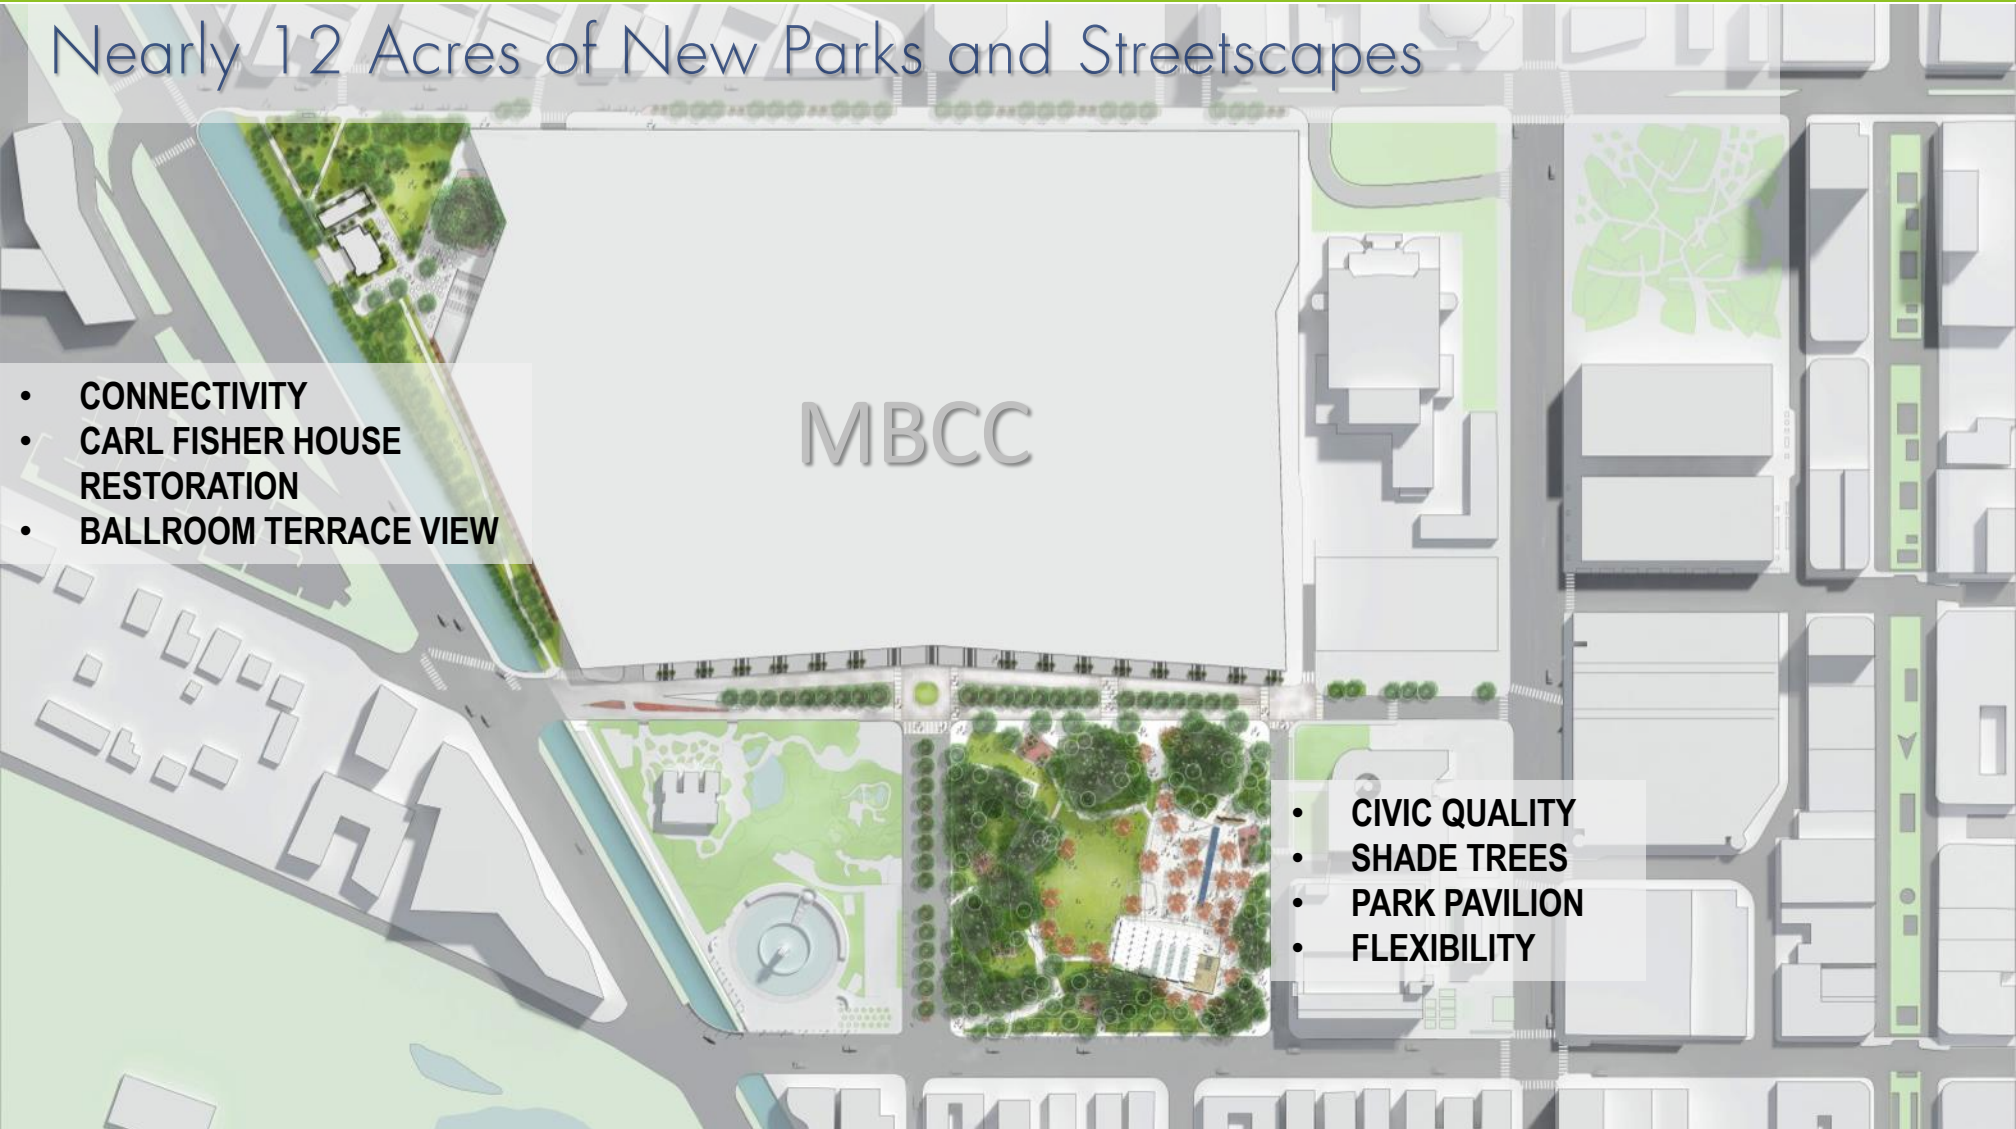 Nearly 12 Acres of New Parks and Streetscapes
• CONNECTIVITY
• CARL FISHER HOUSE
RESTORATION
• BALLROOM TERRACE VIEW
MBCC
• CIVIC QUALITY
• SHADE TREES
• PARK PAVILION
• FLEXIBILITY